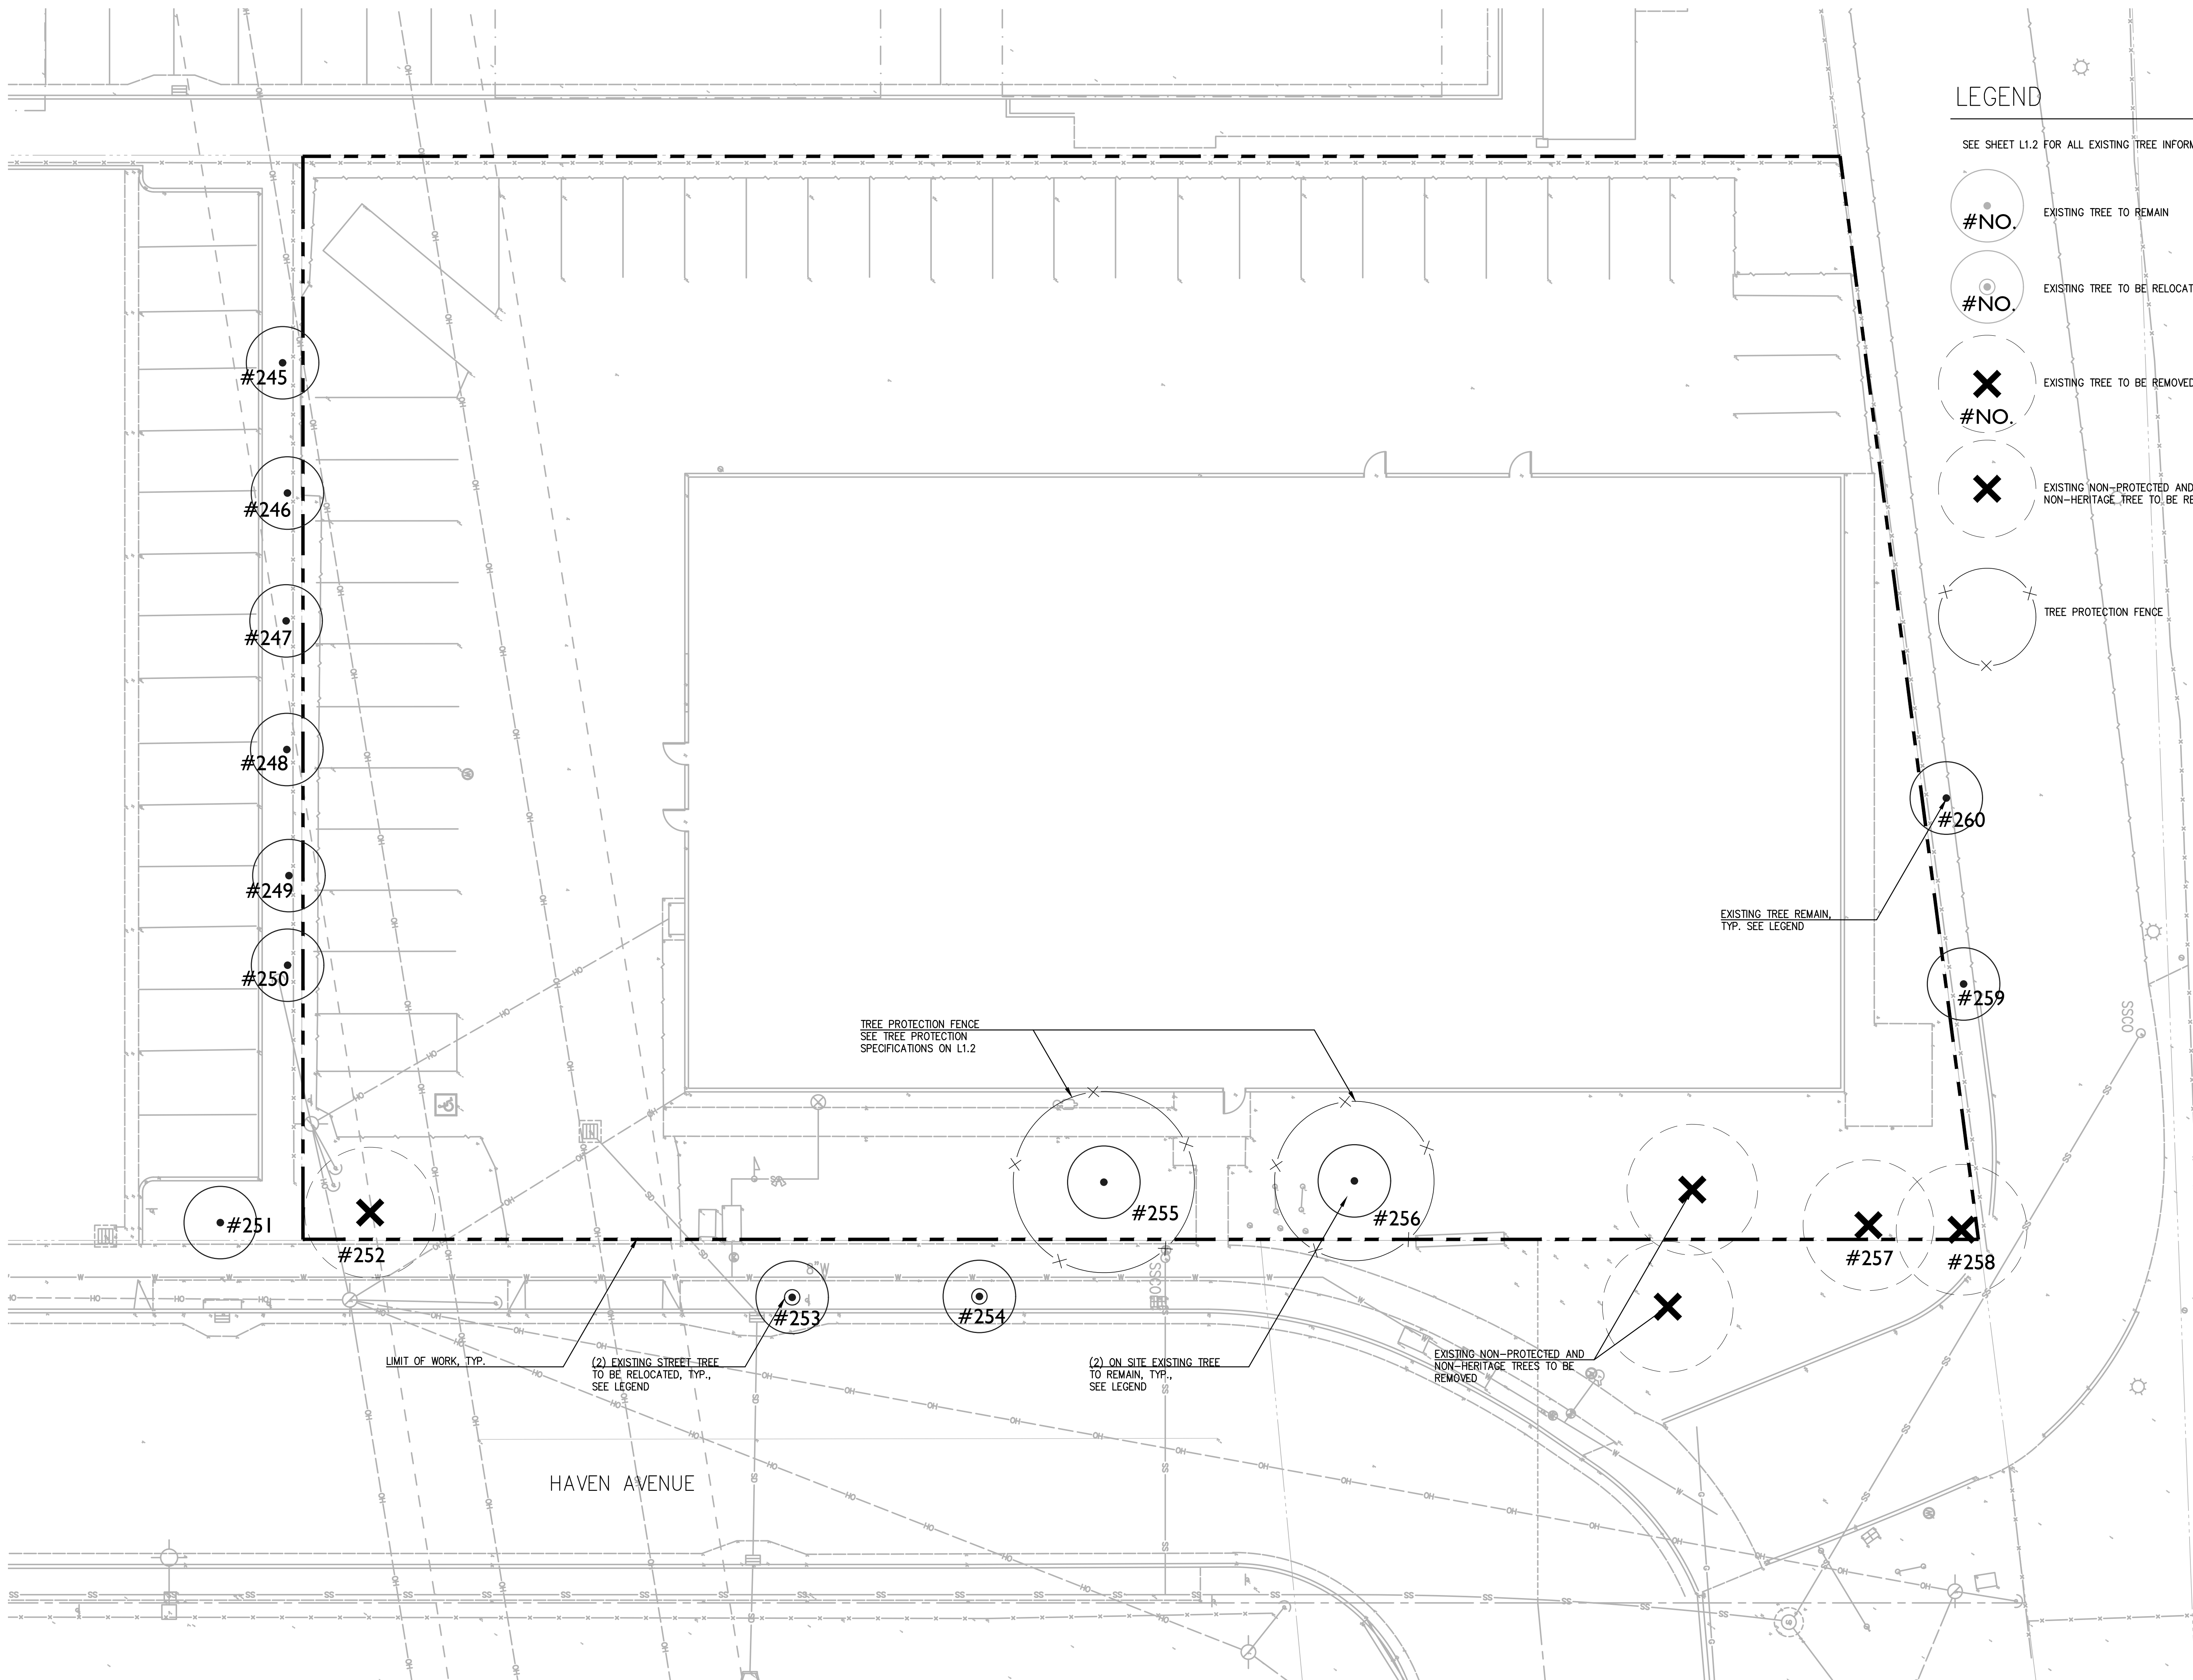 LEGEND
SEE SHEET L1.2 FOR ALL EXISTING TREE INFORM
#NO.
EXISTING TREE TO REMAIN
#NO.
EXISTING TREE TO BE RELOCAT
#NO.
EXISTING TREE TO BE REMOVED
EXISTING NON-PROTECTED AND
NON-HERITAGE TREE TO BE RE
TREE PROTECTION FENCE
#245
#246
#247
#248
#249
#250
#251
#252
#253
#254
#255
#256
#257
#258
#259
#260
EXISTING TREE REMAIN,
TYP. SEE LEGEND
TREE PROTECTION FENCE
SEE TREE PROTECTION
SPECIFICATIONS ON L1.2
LIMIT OF WORK, TYP.
(2) EXISTING STREET TREE
TO BE RELOCATED, TYP.,
SEE LEGEND
(2) ON SITE EXISTING TREE
TO REMAIN, TYP.,
SEE LEGEND
EXISTING NON-PROTECTED AND
NON-HERITAGE TREES TO BE
REMOVED
HAVEN AVENUE
8"W
SSCO
SSCO